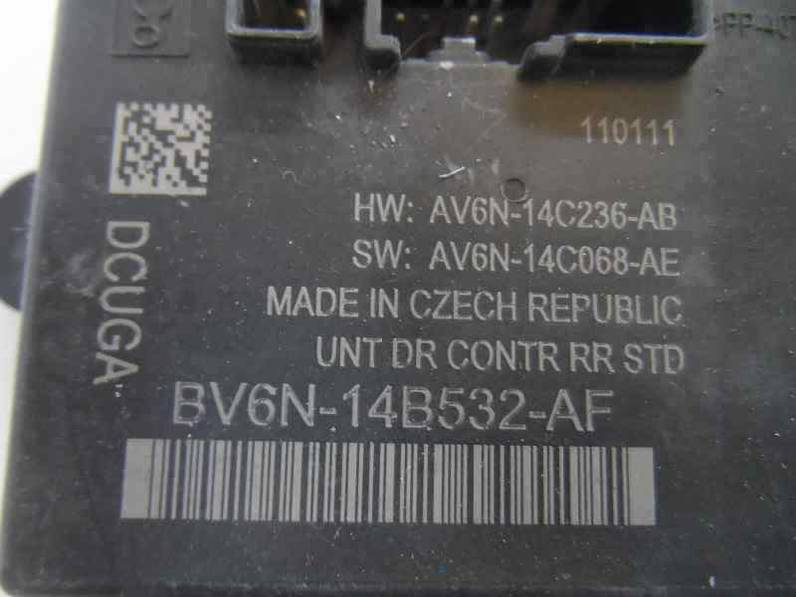 110111
HW: AV6N-14C236-AB
SW: AV6N-14C068-AE
MADE IN CZECH REPUBLIC
UNT DR CONTR RR STD
DCUGA
BV6N-14B532-AF